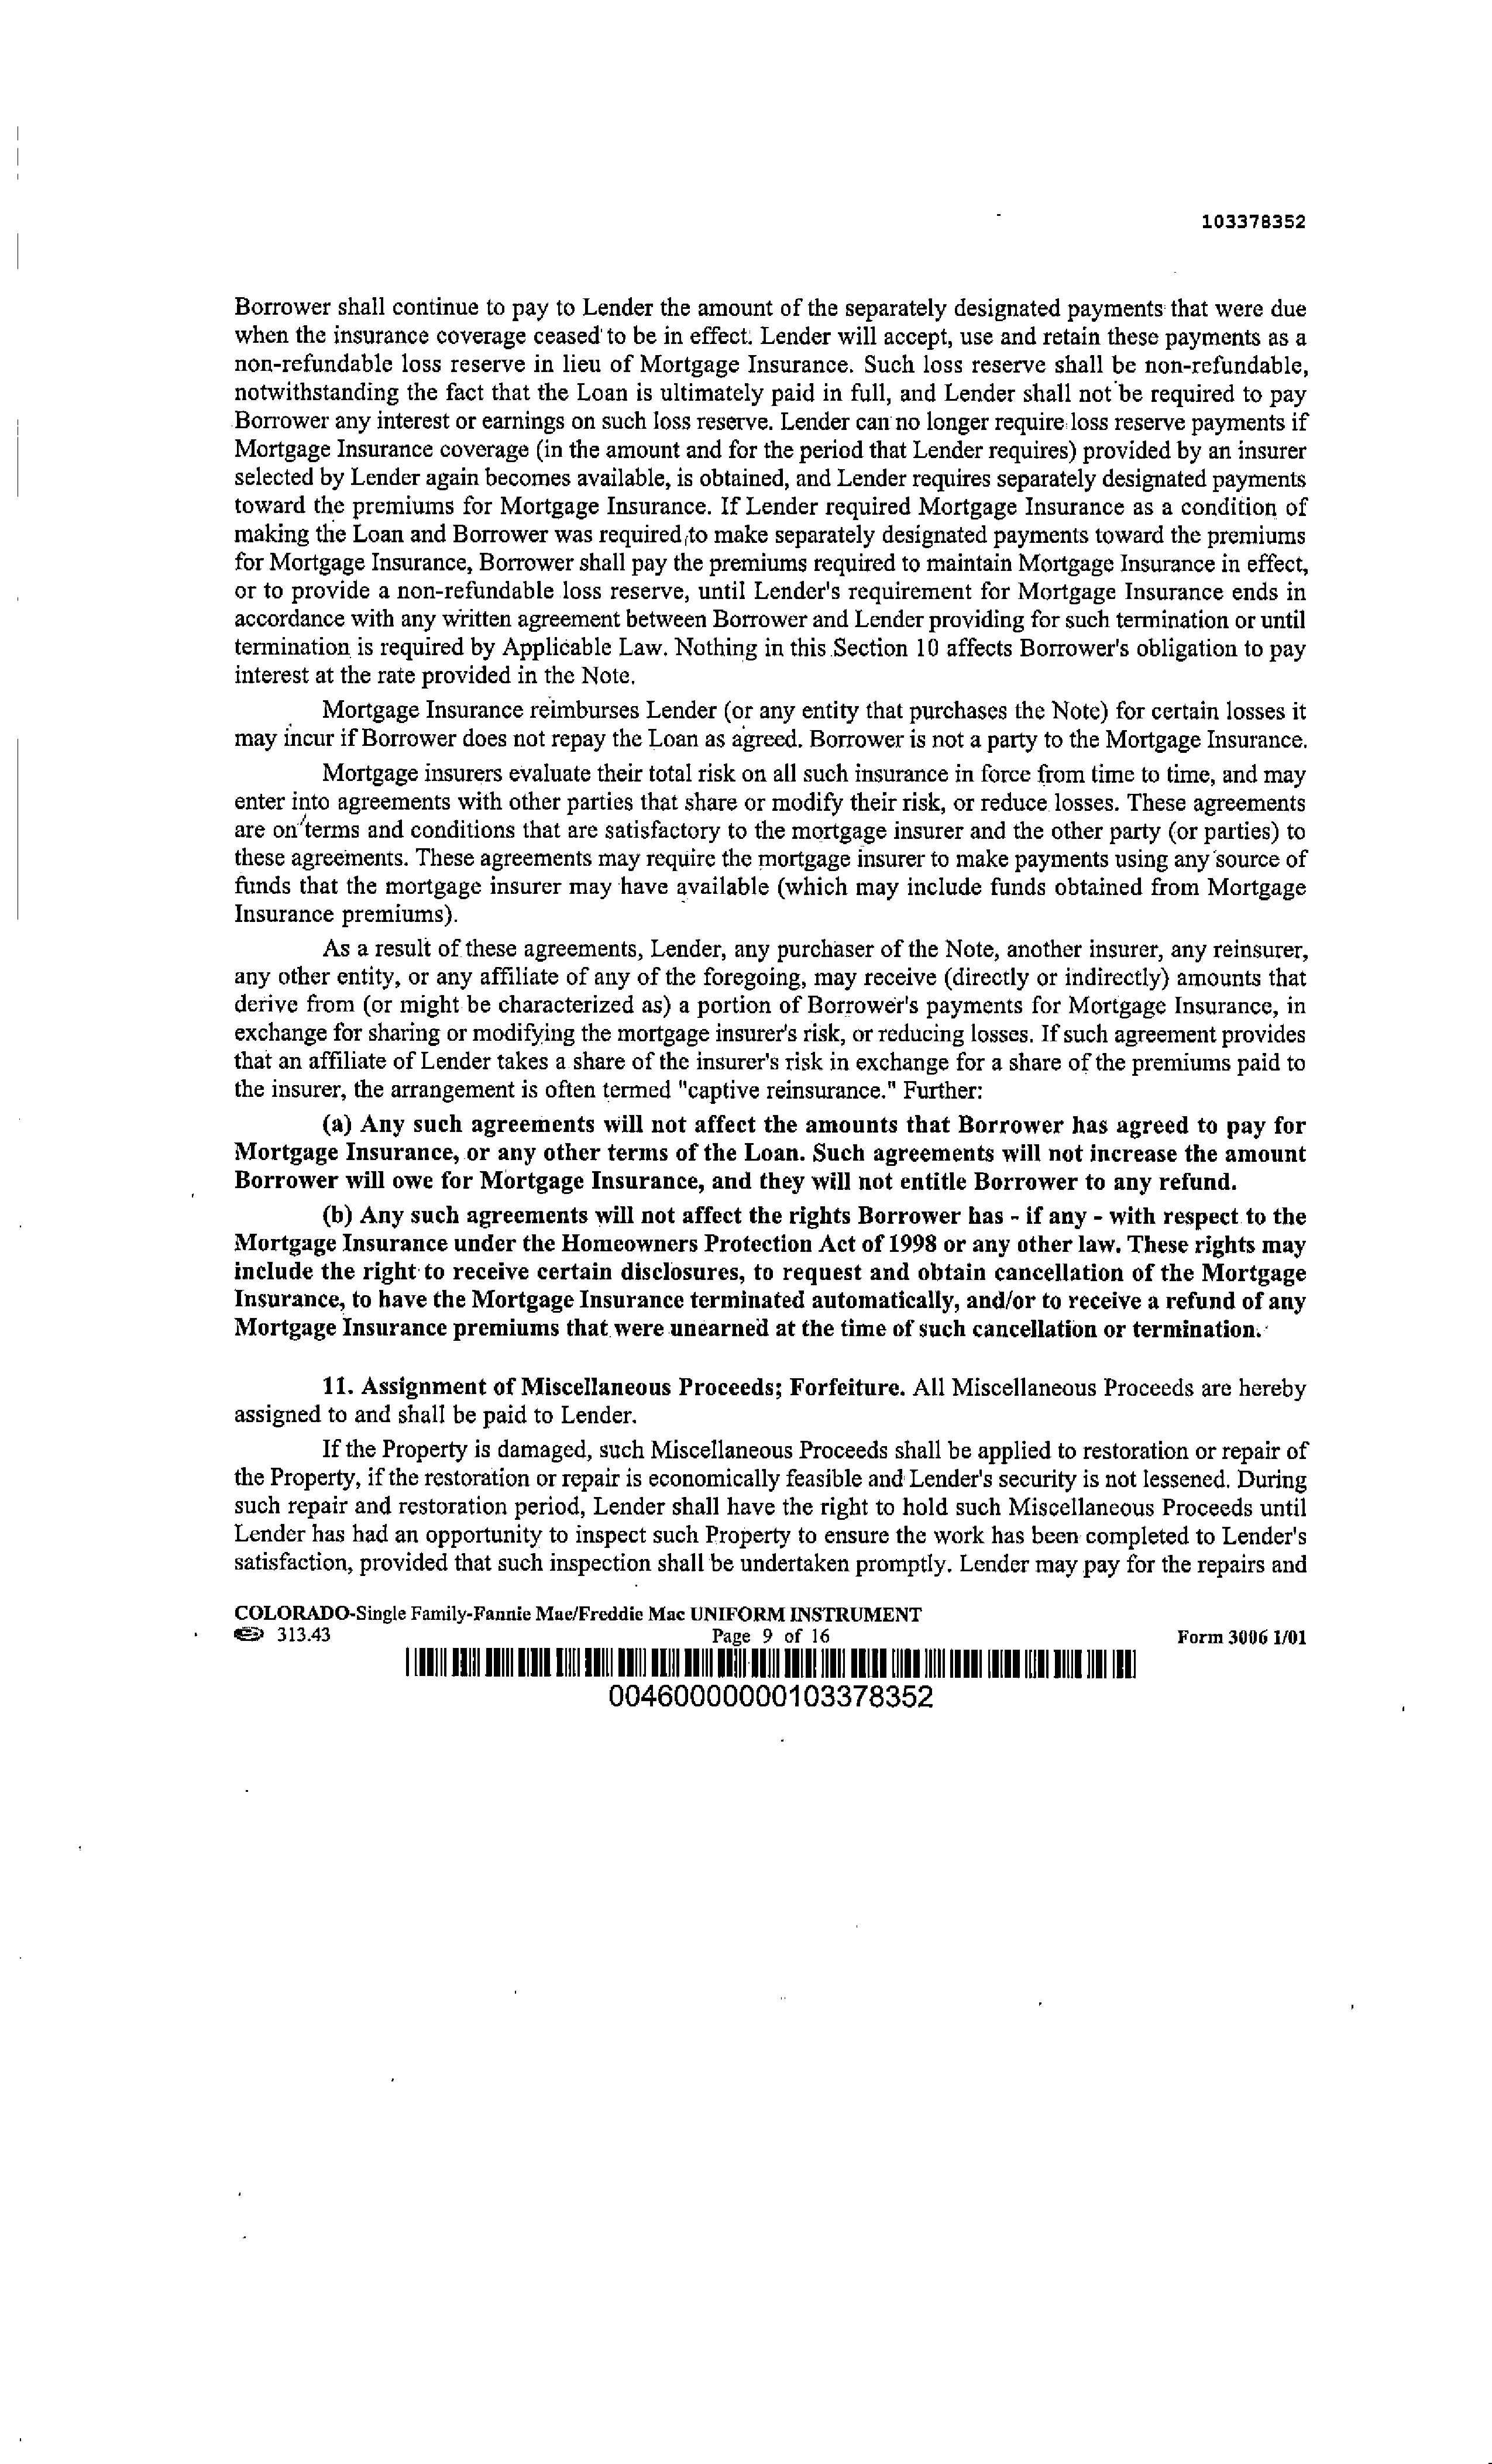 103378352
Borrower shall continue to pay to Lender the amount of the separately designated payments that were due
when the insurance coverage ceased to be in effect. Lender will accept, use and retain these payments as a
non-refundable loss reserve in lieu of Mortgage Insurance. Such loss reserve shall be non-refundable,
notwithstanding the fact that the Loan is ultimately paid in full, and Lender shall not be required to pay
Borrower any interest or earnings on such loss reserve. Lender can no longer require loss reserve payments if
Mortgage Insurance coverage (in the amount and for the period that Lender requires) provided by an insurer
selected by Lender again becomes available, is obtained, and Lender requires separately designated payments
toward the premiums for Mortgage Insurance. If Lender required Mortgage Insurance as a condition of
making the Loan and Borrower was required to make separately designated payments toward the premiums
for Mortgage Insurance, Borrower shall pay the premiums required to maintain Mortgage Insurance in effect,
or to provide a non-refundable loss reserve, until Lender's requirement for Mortgage Insurance ends in
accordance with any written agreement between Borrower and Lender providing for such termination or until
termination is required by Applicable Law. Nothing in this Section 10 affects Borrower's obligation to pay
interest at the rate provided in the Note.
Mortgage Insurance reimburses Lender (or any entity that purchases the Note) for certain losses it
may incur if Borrower does not repay the Loan as agreed. Borrower is not a party to the Mortgage Insurance.
Mortgage insurers evaluate their total risk on all such insurance in force from time to time, and may
enter into agreements with other parties that share or modify their risk, or reduce losses. These agreements
are on terms and conditions that are satisfactory to the mortgage insurer and the other party (or parties) to
these agreements. These agreements may require the mortgage insurer to make payments using any source of
funds that the mortgage insurer may have available (which may include funds obtained from Mortgage
Insurance premiums).
As a result of these agreements, Lender, any purchaser of the Note, another insurer, any reinsurer,
any other entity, or any affiliate of any of the foregoing, may receive (directly or indirectly) amounts that
derive from (or might be characterized as) a portion of Borrower's payments for Mortgage Insurance, in
exchange for sharing or modifying the mortgage insurer's risk, or reducing losses. If such agreement provides
that an affiliate of Lender takes a share of the insurer's risk in exchange for a share of the premiums paid to
the insurer, the arrangement is often termed "captive reinsurance." Further:
(a) Any such agreements will not affect the amounts that Borrower has agreed to pay for
Mortgage Insurance, or any other terms of the Loan. Such agreements will not increase the amount
Borrower will owe for Mortgage Insurance, and they will not entitle Borrower to any refund.
(b) Any such agreements will not affect the rights Borrower has - if any - with respect to the
Mortgage Insurance under the Homeowners Protection Act of 1998 or any other law. These rights may
include the right to receive certain disclosures, to request and obtain cancellation of the Mortgage
Insurance, to have the Mortgage Insurance terminated automatically, and/or to receive a refund of any
Mortgage Insurance premiums that were unearned at the time of such cancellation or termination.
11. Assignment of Miscellaneous Proceeds; Forfeiture. All Miscellaneous Proceeds are hereby
assigned to and shall be paid to Lender.
If the Property is damaged, such Miscellaneous Proceeds shall be applied to restoration or repair of
the Property, if the restoration or repair is economically feasible and Lender's security is not lessened. During
such repair and restoration period, Lender shall have the right to hold such Miscellaneous Proceeds until
Lender has had an opportunity to inspect such Property to ensure the work has been completed to Lender's
satisfaction, provided that such inspection shall be undertaken promptly. Lender may pay for the repairs and
COLORADO-Single Family-Fannie Mae/Freddie Mac UNIFORM INSTRUMENT
313.43 Page 9 of 16 Form 3006 1/01
00460000000103378352